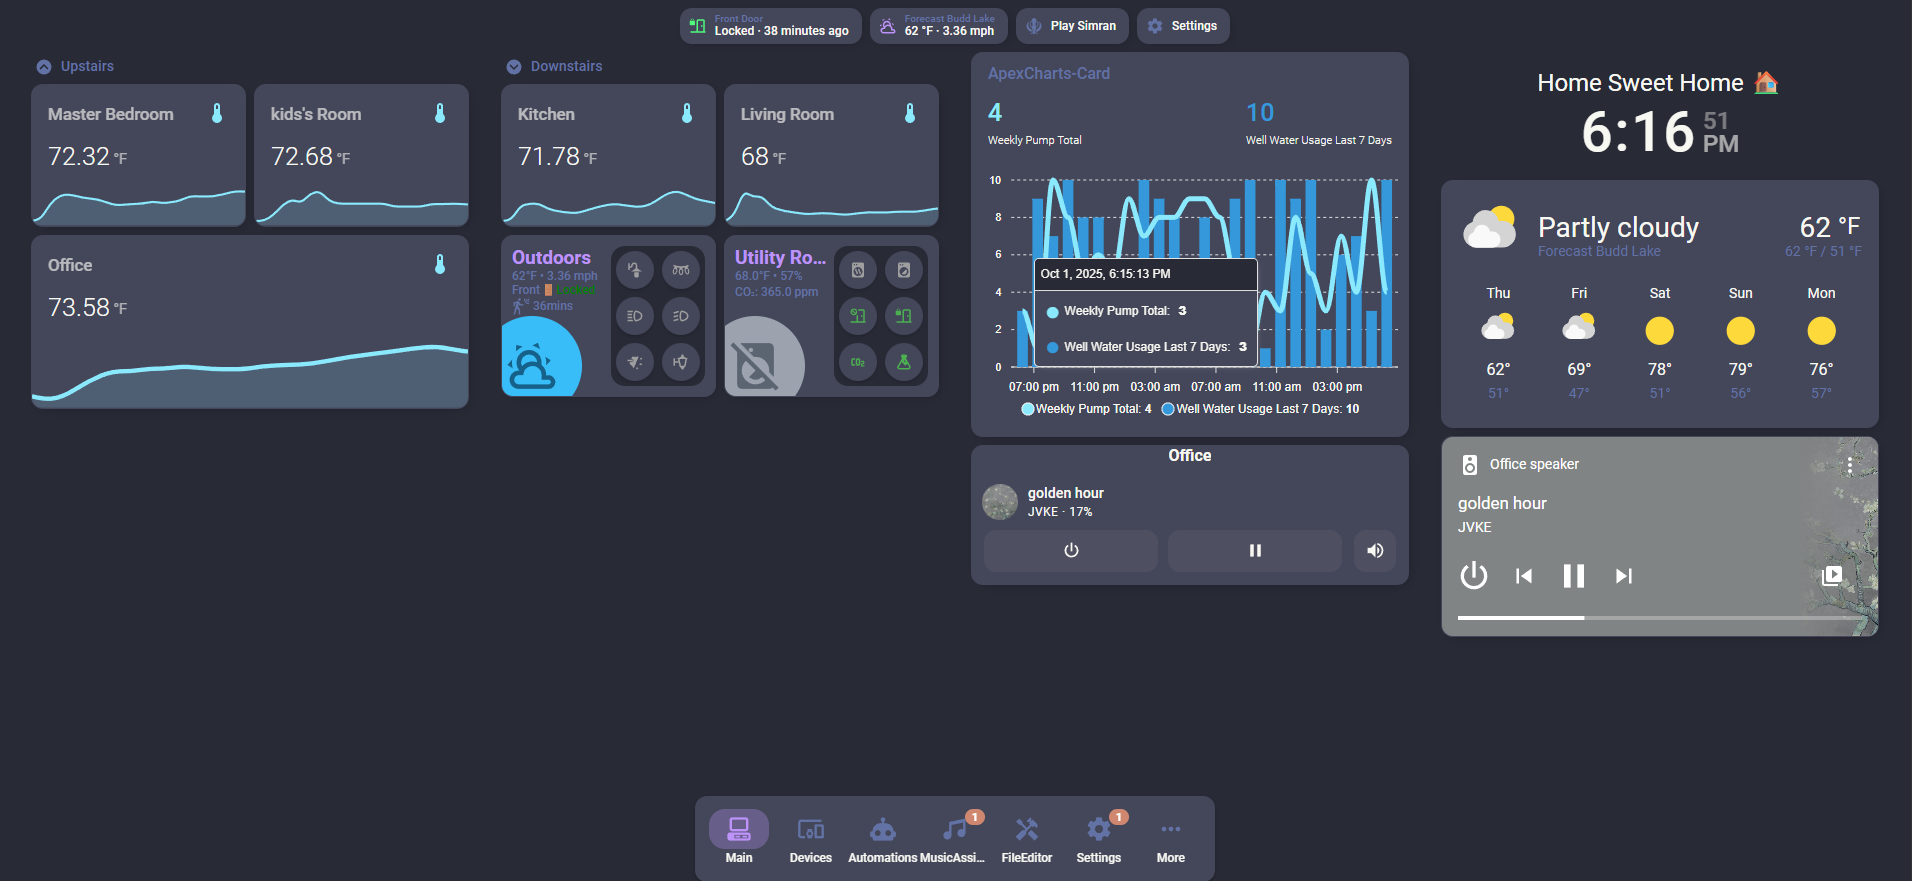 Front Door
Locked · 38 minutes ago
Forecast Budd Lake
62 °F · 3.36 mph
Play Simran
Settings
Upstairs
Master Bedroom
72.32 °F
kids's Room
72.68 °F
Office
73.58 °F
Downstairs
Kitchen
71.78 °F
Living Room
68 °F
Outdoors
62°F • 3.36 mph
Front Locked
36mins
Utility Ro...
68.0°F • 57%
CO₂: 365.0 ppm
CO₂
ApexCharts-Card
4
Weekly Pump Total
10
Well Water Usage Last 7 Days
10
8
6
4
2
0
Oct 1, 2025, 6:15:13 PM
Weekly Pump Total: 3
Well Water Usage Last 7 Days: 3
07:00 pm 11:00 pm 03:00 am 07:00 am 11:00 am 03:00 pm
Weekly Pump Total: 4 Well Water Usage Last 7 Days: 10
Office
golden hour
JVKE · 17%
Home Sweet Home 🏠
6:16 51 PM
Partly cloudy
Forecast Budd Lake
62 °F
62 °F / 51 °F
Thu Fri Sat Sun Mon
62° 69° 78° 79° 76°
51° 47° 51° 56° 57°
Office speaker
golden hour
JVKE
Main
Devices
Automations
MusicAssi...
1
FileEditor
Settings
1
More